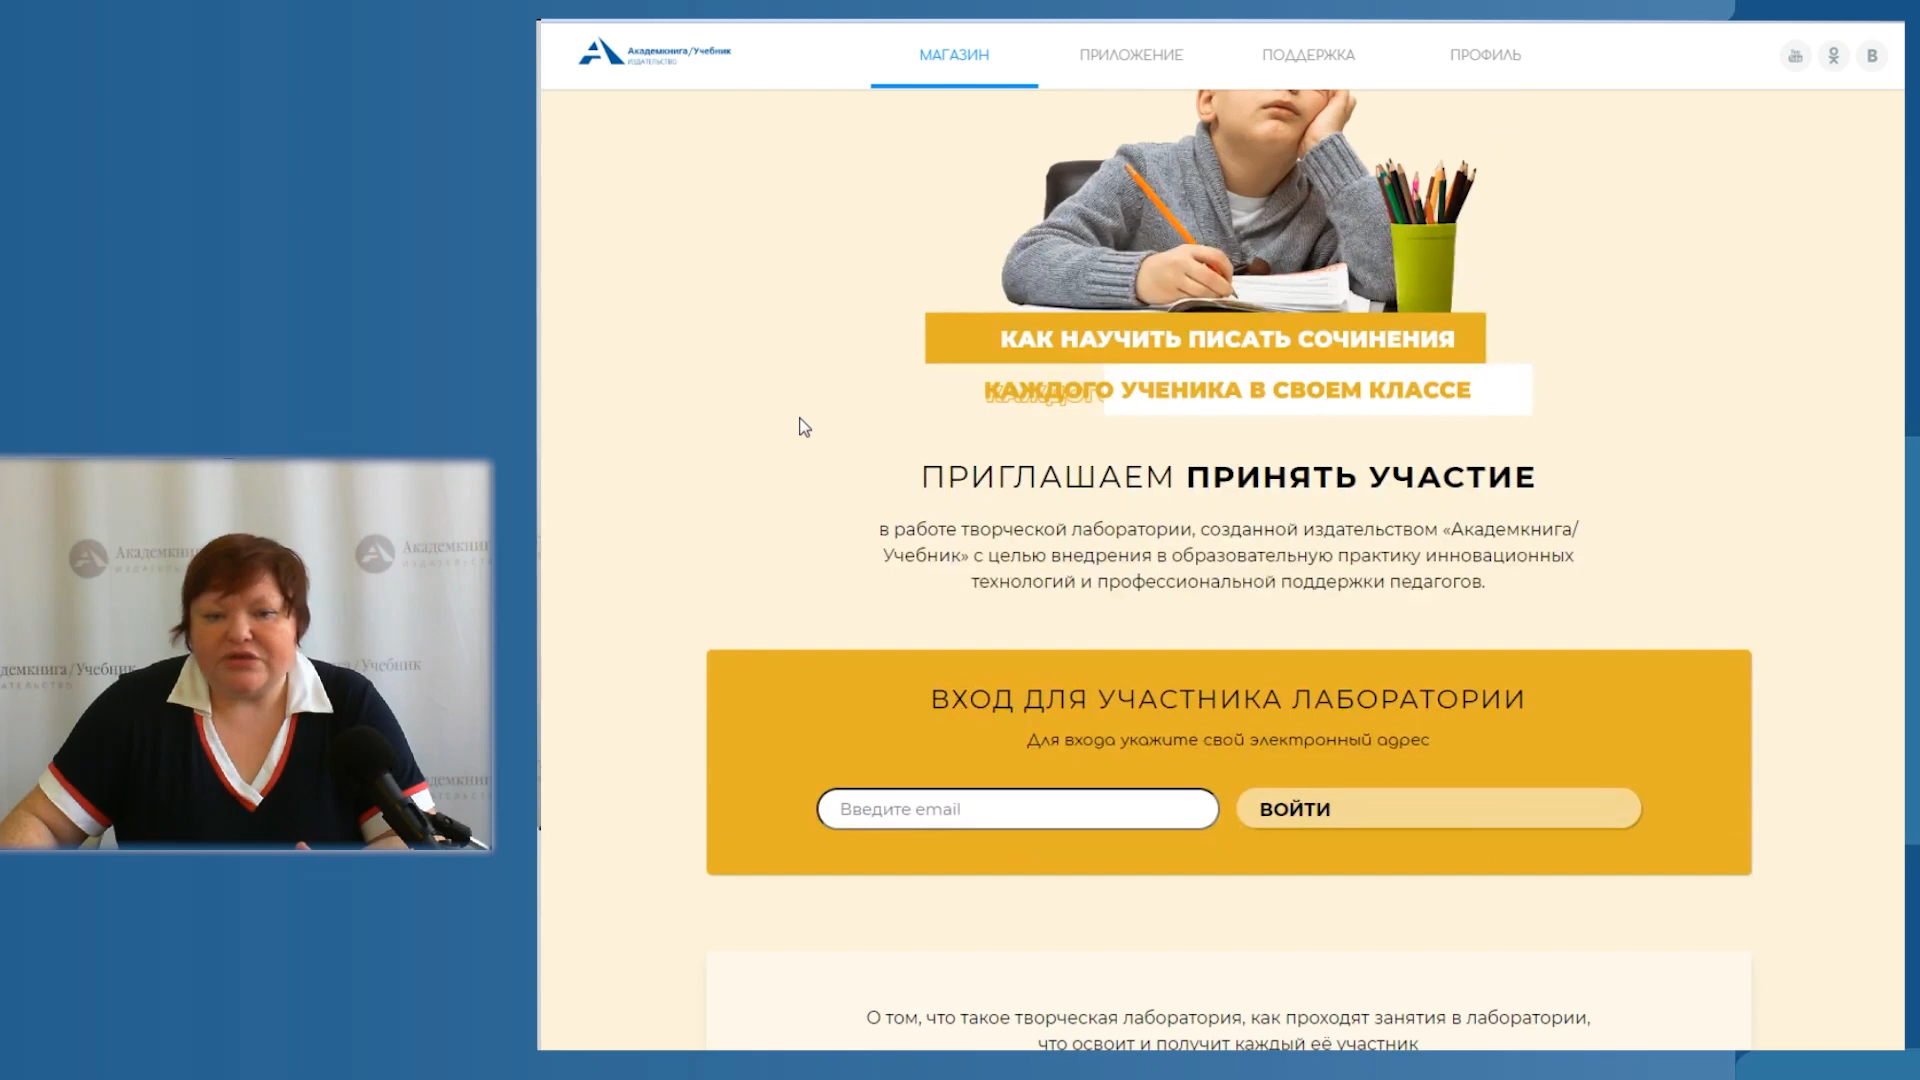 Академкнига/Учебник
ИЗДАТЕЛЬСТВО
МАГАЗИН
ПРИЛОЖЕНИЕ
ПОДДЕРЖКА
ПРОФИЛЬ
You Tube
В
КАК НАУЧИТЬ ПИСАТЬ СОЧИНЕНИЯ
КАЖДОГО УЧЕНИКА В СВОЕМ КЛАССЕ
ПРИГЛАШАЕМ ПРИНЯТЬ УЧАСТИЕ
в работе творческой лаборатории, созданной издательством «Академкнига/
Учебник» с целью внедрения в образовательную практику инновационных
технологий и профессиональной поддержки педагогов.
ВХОД ДЛЯ УЧАСТНИКА ЛАБОРАТОРИИ
Для входа укажите свой электронный адрес
Введите email
ВОЙТИ
О том, что такое творческая лаборатория, как проходят занятия в лаборатории,
что освоит и получит каждый её участник